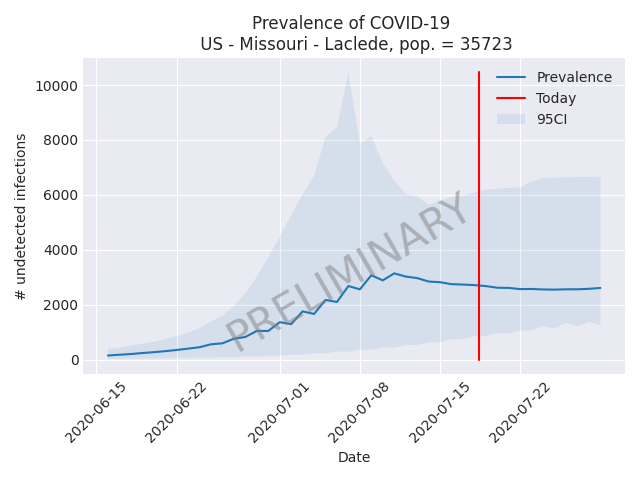 Prevalence of COVID-19
US - Missouri - Laclede, pop. = 35723
10000
8000
6000
4000
2000
0
# undetected infections
Prevalence
Today
95CI
PRELIMINARY
2020-06-15
2020-06-22
2020-07-01
2020-07-08
2020-07-15
2020-07-22
Date